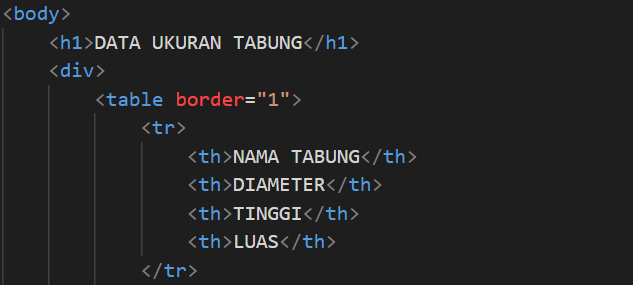 <body>
<h1>DATA UKURAN TABUNG</h1>
<div>
<table border="1">
<tr>
<th>NAMA TABUNG</th>
<th>DIAMETER</th>
<th>TINGGI</th>
<th>LUAS</th>
</tr>